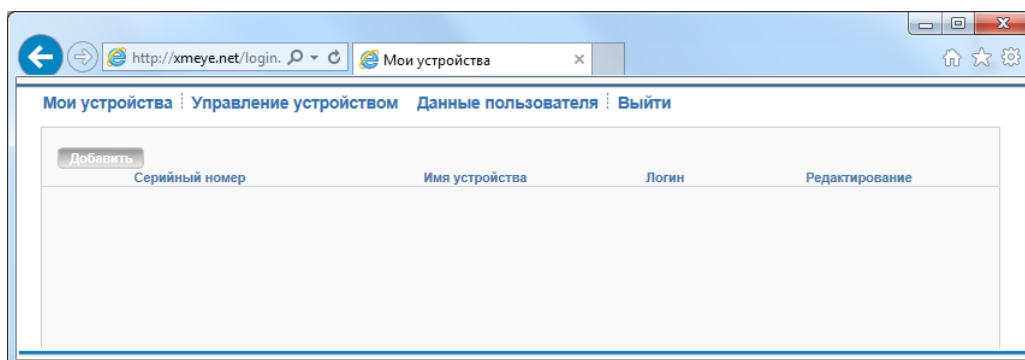 http://xmeye.net/login. Мои устройства
Мои устройства Управление устройством Данные пользователя Выйти
Добавить
Серийный номер Имя устройства Логин Редактирование